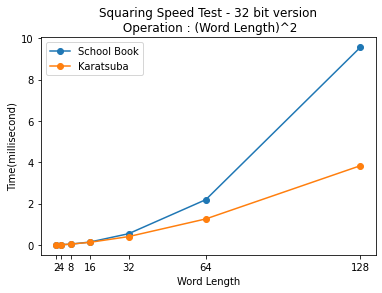 Squaring Speed Test - 32 bit version
Operation : (Word Length)^2
School Book
Karatsuba
Time(millisecond)
10
8
6
4
2
0
2 4 8 16 32 64 128
Word Length